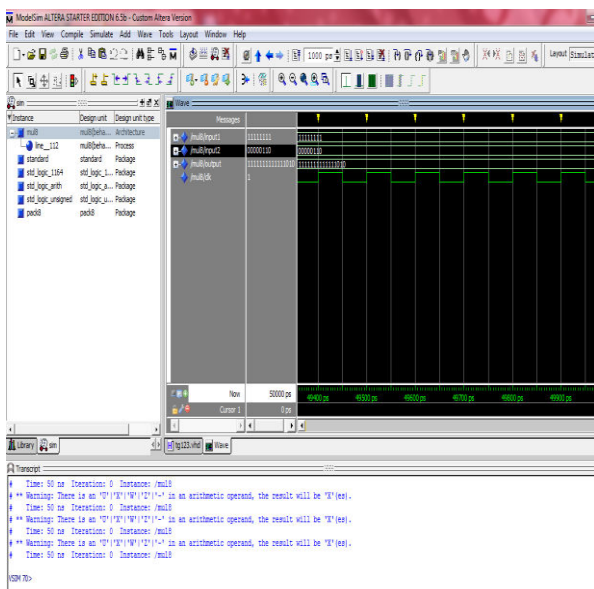 ModelSim ALTERA STARTER EDITION 6.5b - Custom Altera Version
File Edit View Compile Simulate Add Wave Tools Layout Window Help
1000 ps
Layout Simulat
sim
Wave
Instance Design unit Design unit type
Messages
mul8 mul8(beha... Architecture
line__112 mul8(beha... Process
standard standard Package
std_logic_1164 std_logic_1... Package
std_logic_arith std_logic_a... Package
std_logic_unsigned std_logic_u... Package
pack8 pack8 Package
/mul8/input1 11111111 11111111
/mul8/input2 00000110 00000110
/mul8/output 1111111111111010 1111111111111010
/mul8/clk 1
Now 50000 ps 49400 ps 49500 ps 49600 ps 49700 ps 49800 ps 49900 ps
Cursor 1 0 ps
Library sim tg123.vhd Wave
Transcript
# Time: 50 ns Iteration: 0 Instance: /mul8
# ** Warning: There is an 'U'|'X'|'W'|'Z'|'-' in an arithmetic operand, the result will be 'X'(es).
# Time: 50 ns Iteration: 0 Instance: /mul8
# ** Warning: There is an 'U'|'X'|'W'|'Z'|'-' in an arithmetic operand, the result will be 'X'(es).
# Time: 50 ns Iteration: 0 Instance: /mul8
# ** Warning: There is an 'U'|'X'|'W'|'Z'|'-' in an arithmetic operand, the result will be 'X'(es).
# Time: 50 ns Iteration: 0 Instance: /mul8
VSIM 70>